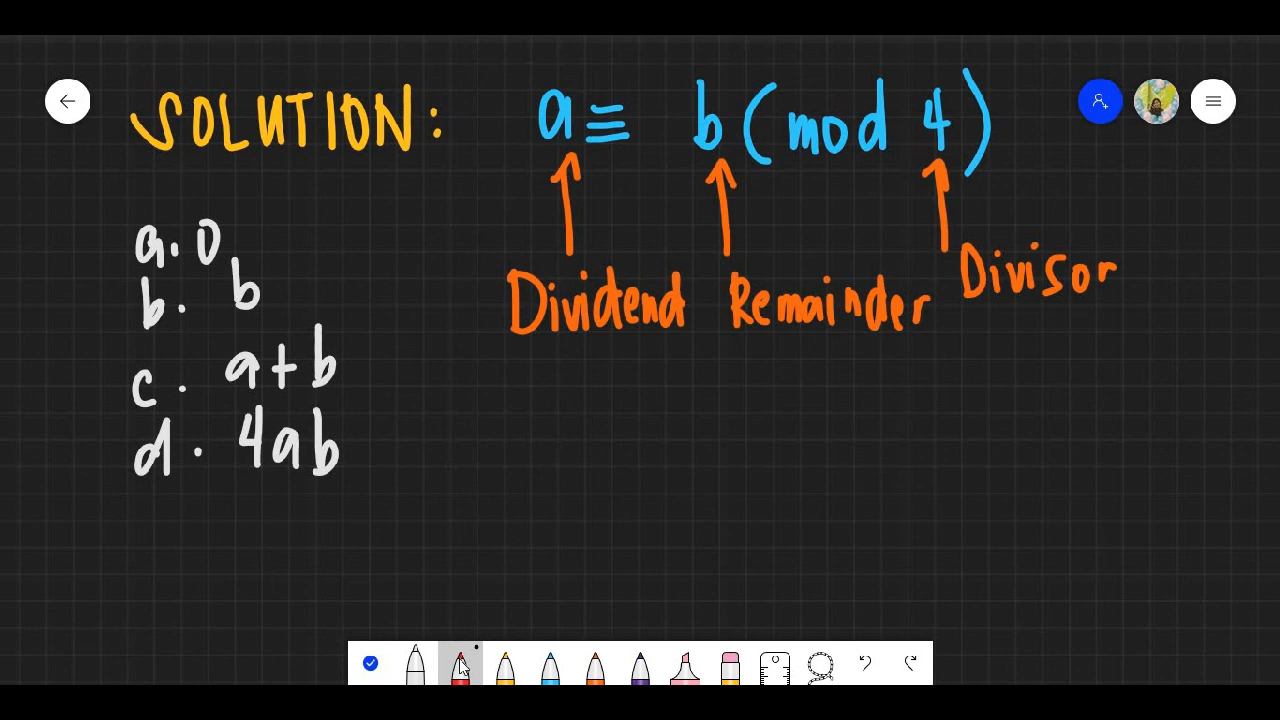 SOLUTION: a ≡ b (mod 4)
Dividend Remainder Divisor
a. 0
b. b
c. a+b
d. 4ab